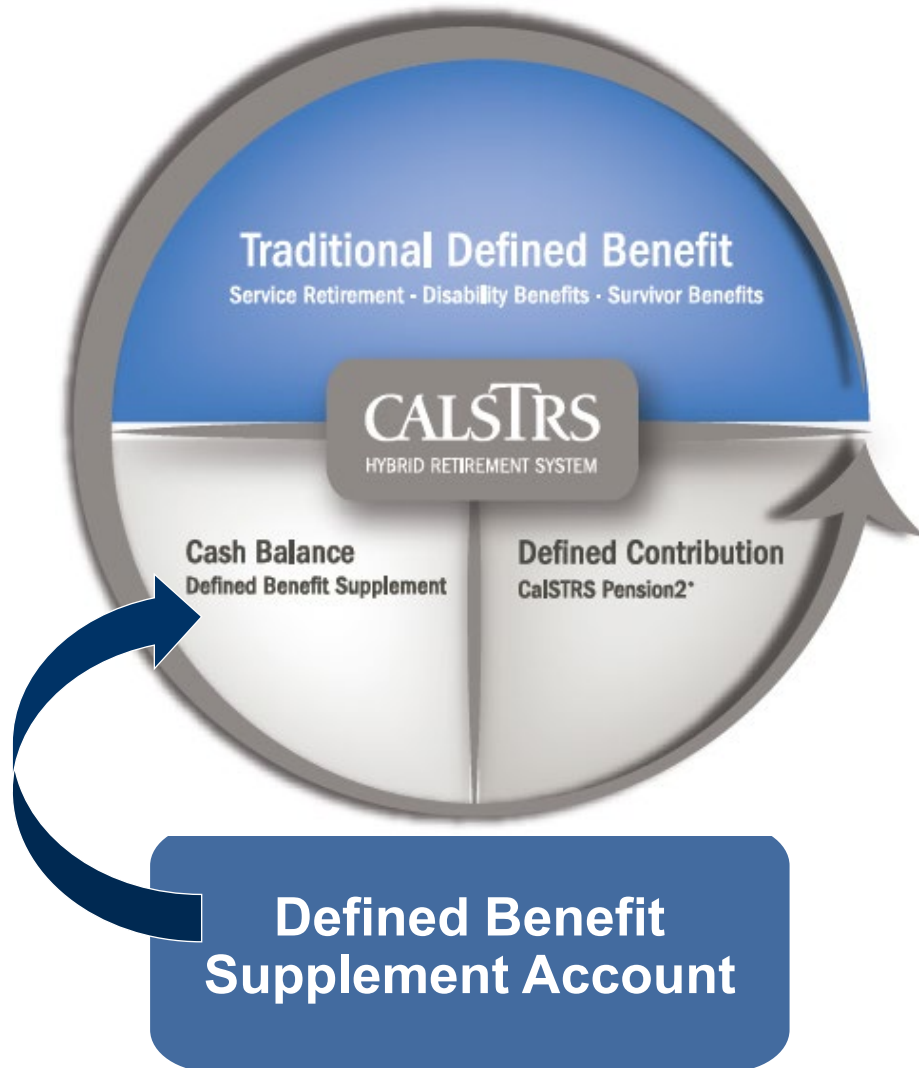 Traditional Defined Benefit
Service Retirement - Disability Benefits - Survivor Benefits
CALSTRS
HYBRID RETIREMENT SYSTEM
Cash Balance
Defined Benefit Supplement
Defined Contribution
CalSTRS Pension2*
Defined Benefit
Supplement Account